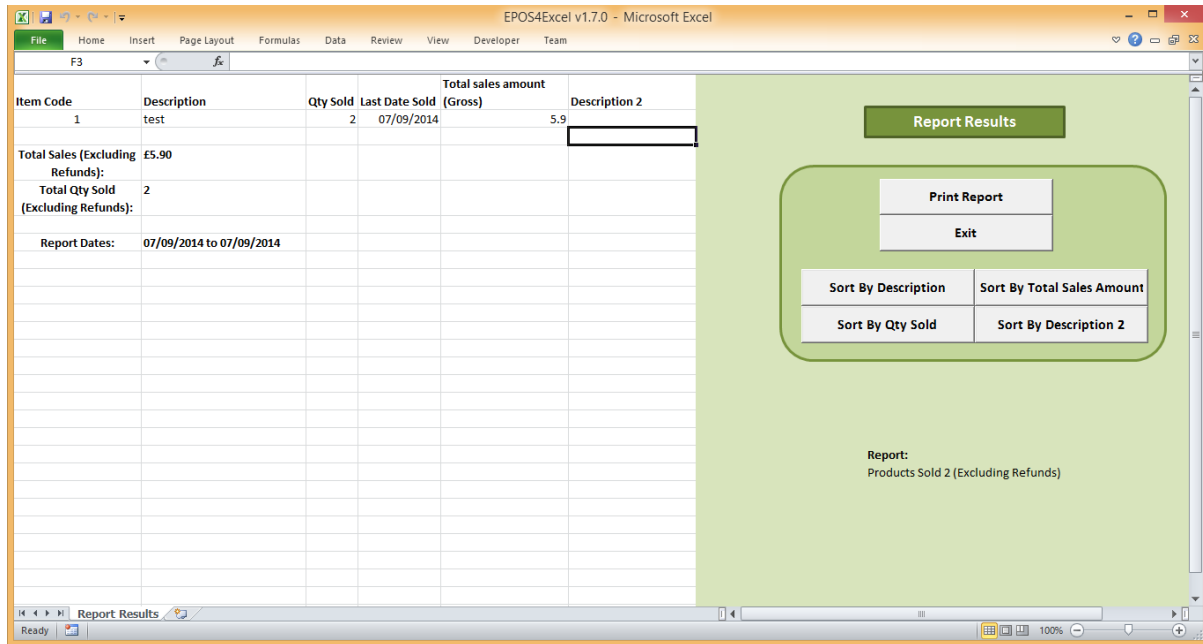 EPOS4Excel v1.7.0 - Microsoft Excel
File Home Insert Page Layout Formulas Data Review View Developer Team
F3 fx
Total sales amount
Item Code Description Qty Sold Last Date Sold (Gross) Description 2
1 test 2 07/09/2014 5.9
Total Sales (Excluding £5.90
Refunds):
Total Qty Sold 2
(Excluding Refunds):
Report Dates: 07/09/2014 to 07/09/2014
Report Results
Print Report
Exit
Sort By Description Sort By Total Sales Amount
Sort By Qty Sold Sort By Description 2
Report:
Products Sold 2 (Excluding Refunds)
Report Results
Ready 100%